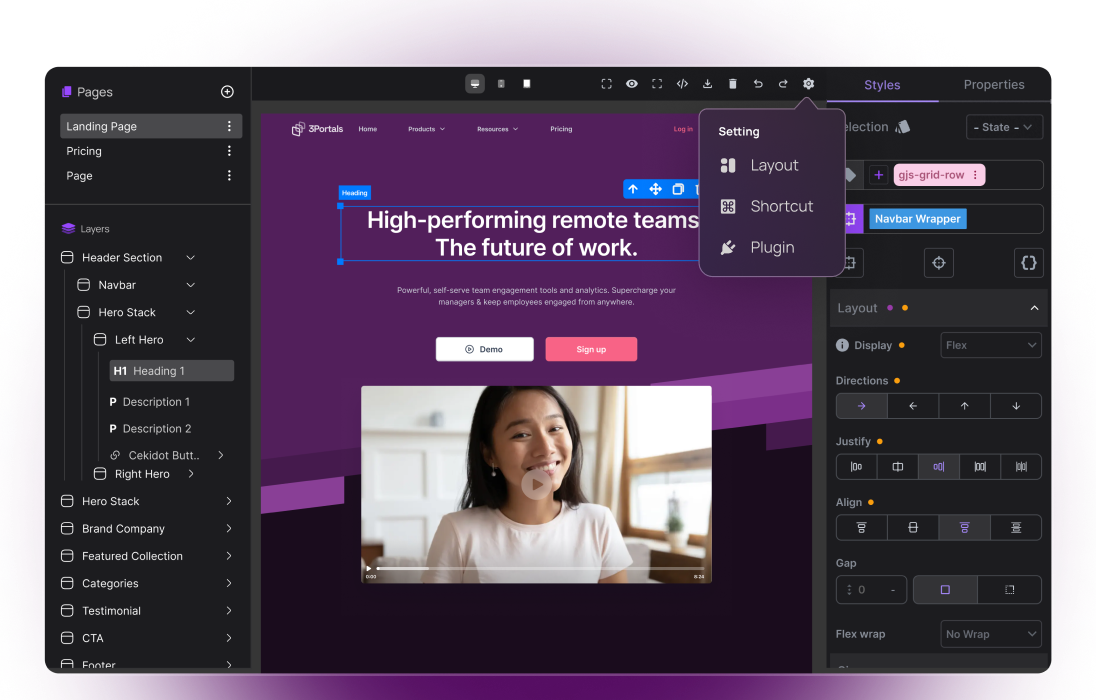 Pages
Landing Page
Pricing
Page
Layers
Header Section
Navbar
Hero Stack
Left Hero
H1 Heading 1
P Description 1
P Description 2
Cekidot Butt..
Right Hero
Hero Stack
Brand Company
Featured Collection
Categories
Testimonial
CTA
Footer
3Portals
Home
Products
Resources
Pricing
Log in
Heading
High-performing remote teams
The future of work.
Powerful, self-serve team engagement tools and analytics. Supercharge your
managers & keep employees engaged from anywhere.
Demo
Sign up
0:00
8:24
Setting
Layout
Shortcut
Plugin
Styles
Properties
election
- State -
+ gjs-grid-row
Navbar Wrapper
{}
Layout
Display
Flex
Directions
Justify
Align
Gap
0 -
Flex wrap
No Wrap